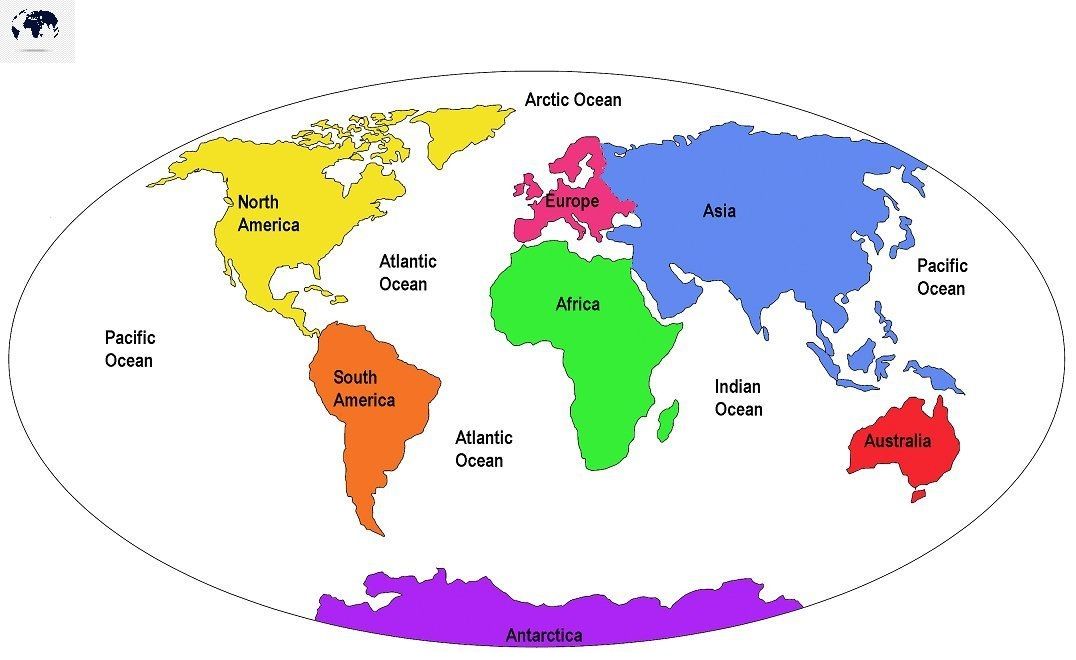 Arctic Ocean
North
America
Europe
Asia
Atlantic
Ocean
Pacific
Ocean
Africa
Pacific
Ocean
South
America
Indian
Ocean
Atlantic
Ocean
Australia
Antarctica